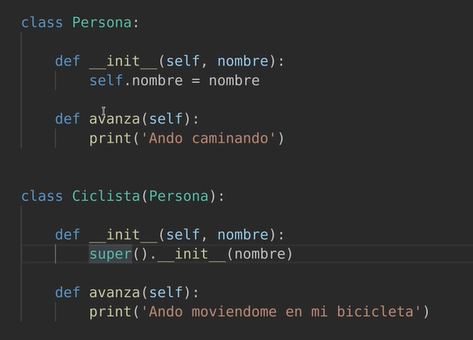 class Persona:
def __init__(self, nombre):
self.nombre = nombre
def avanza(self):
print('Ando caminando')
class Ciclista(Persona):
def __init__(self, nombre):
super().__init__(nombre)
def avanza(self):
print('Ando moviendome en mi bicicleta')